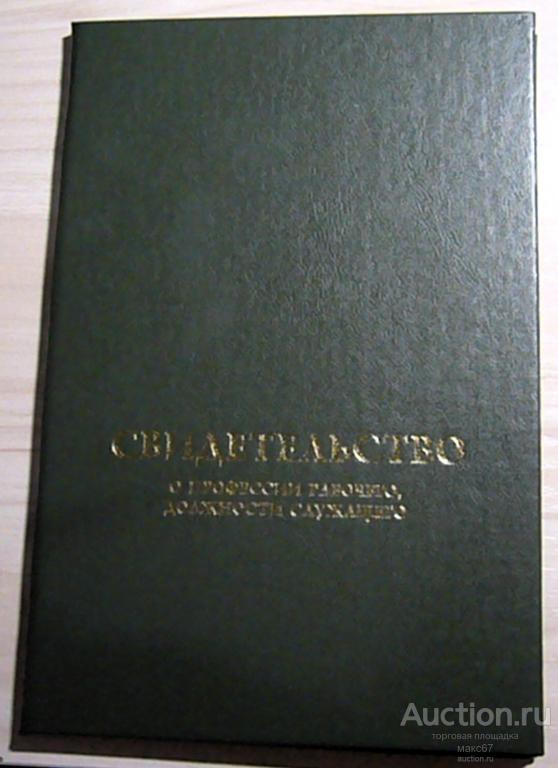 СВИДЕТЕЛЬСТВО
О ПРОФЕССИИ РАБОЧЕГО,
ДОЛЖНОСТИ СЛУЖАЩЕГО
Auction.ru
торговая площадка
макс67
auction.ru